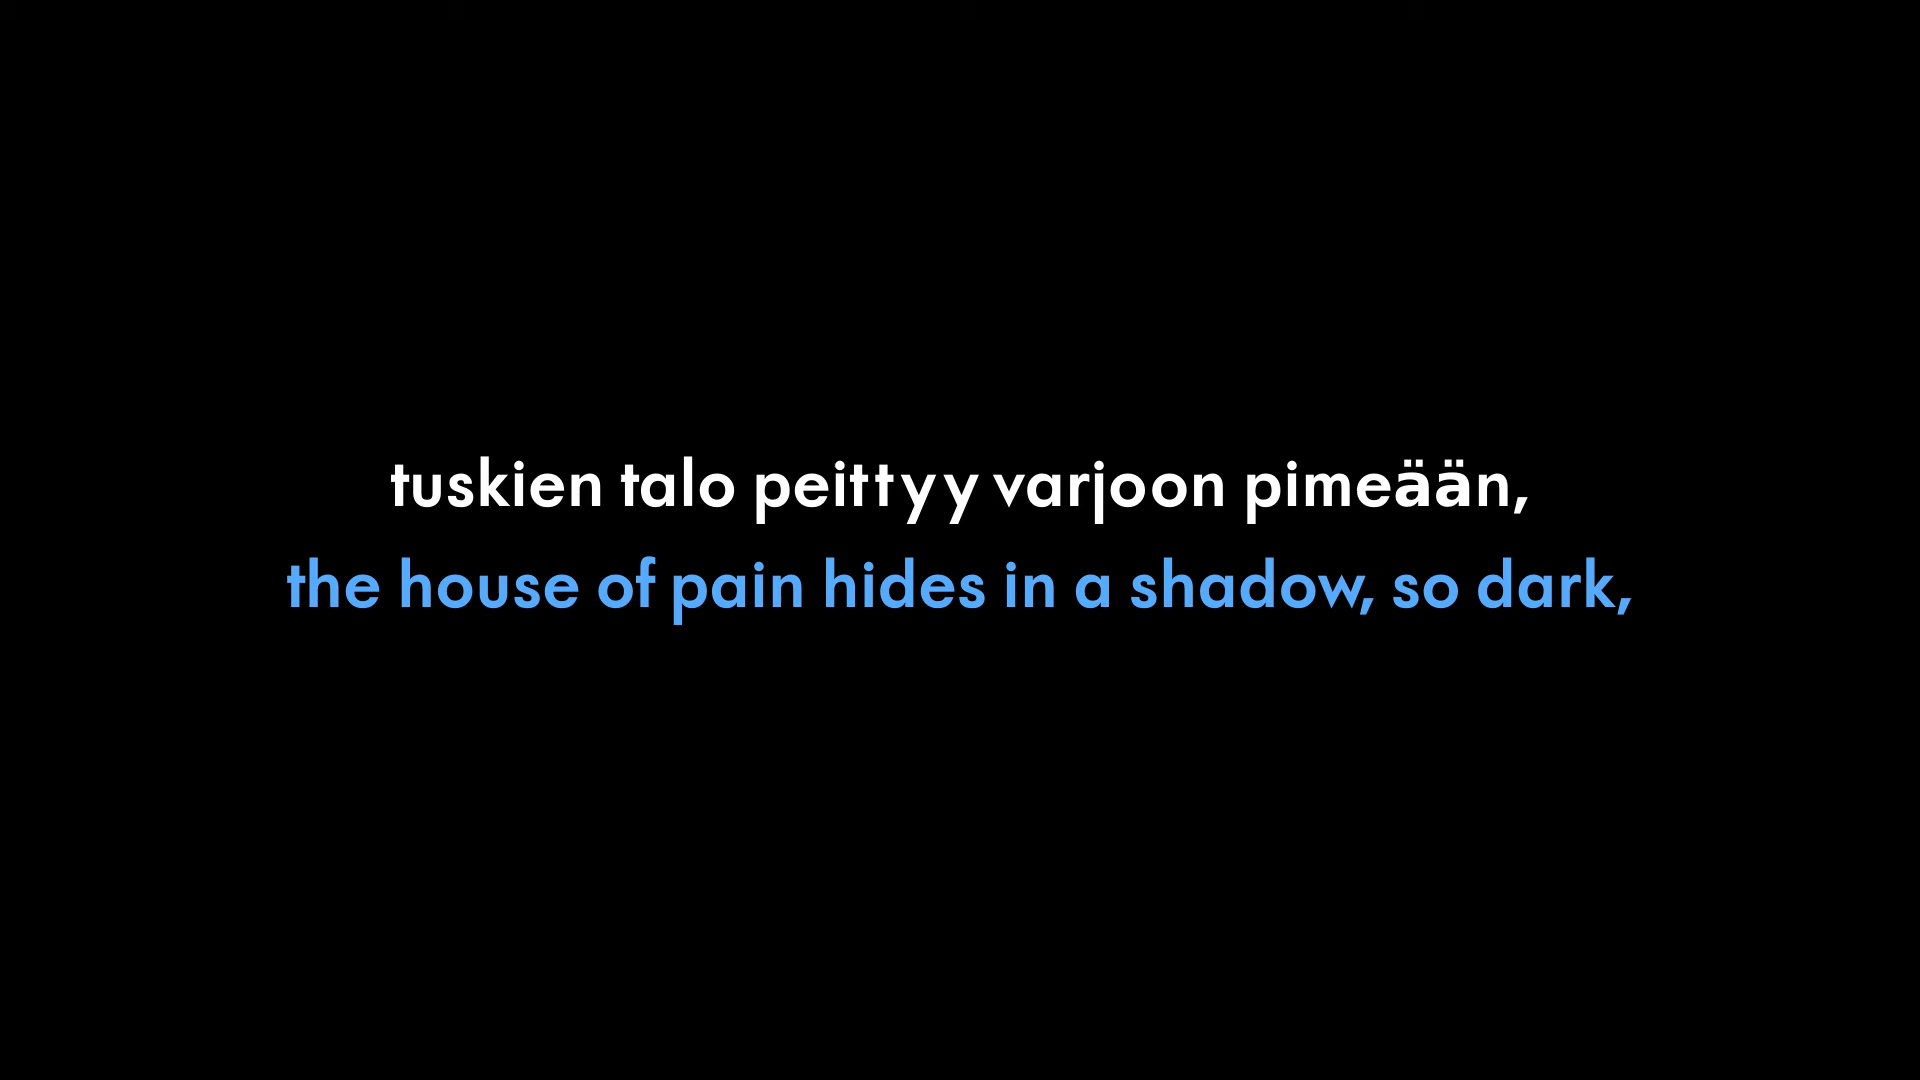 tuskien talo peittyy varjoon pimeään,
the house of pain hides in a shadow, so dark,